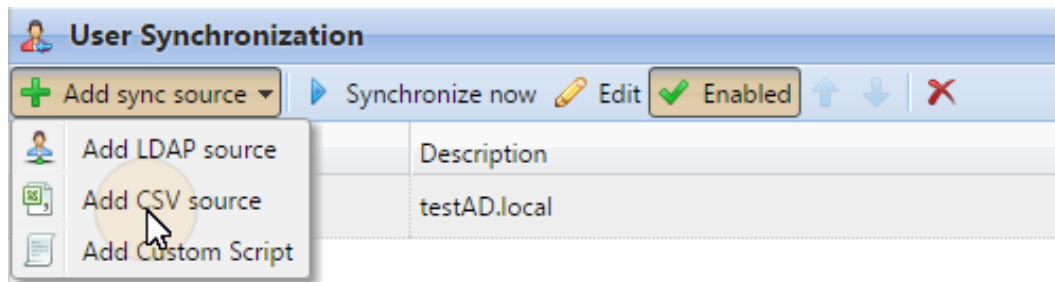 User Synchronization
Add sync source Synchronize now Edit Enabled
Add LDAP source Description
Add CSV source testAD.local
Add Custom Script